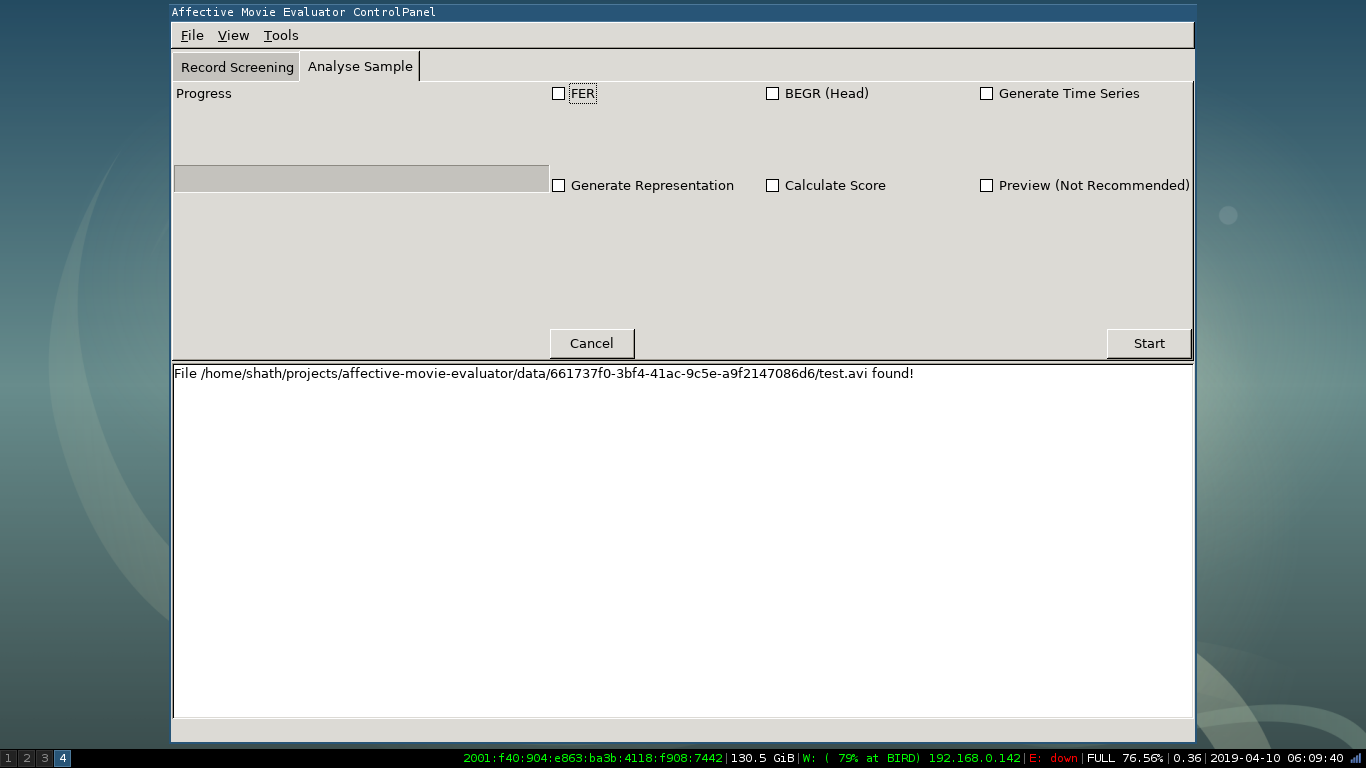 Affective Movie Evaluator ControlPanel
File View Tools
Record Screening Analyse Sample
Progress FER BEGR (Head) Generate Time Series
Generate Representation Calculate Score Preview (Not Recommended)
Cancel Start
File /home/shath/projects/affective-movie-evaluator/data/661737f0-3bf4-41ac-9c5e-a9f2147086d6/test.avi found!
1 2 3 4 2001:f40:904:e863:ba3b:4118:f908:7442|130.5 GiB|W: ( 79% at BIRD) 192.168.0.142|E: down|FULL 76.56%|0.36|2019-04-10 06:09:40